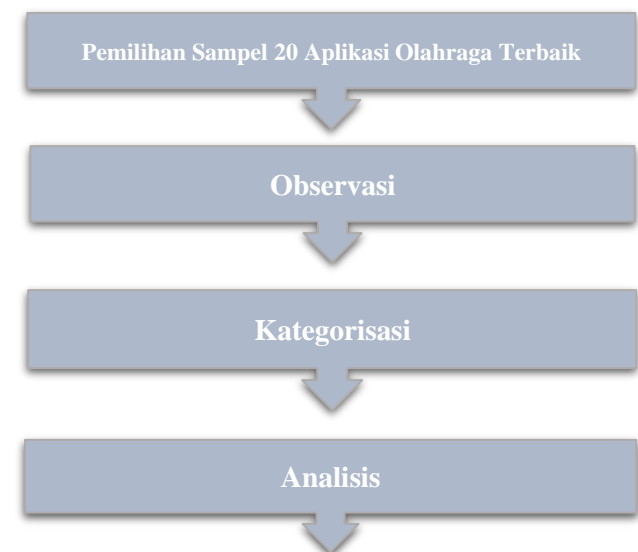 Pemilihan Sampel 20 Aplikasi Olahraga Terbaik
Observasi
Kategorisasi
Analisis